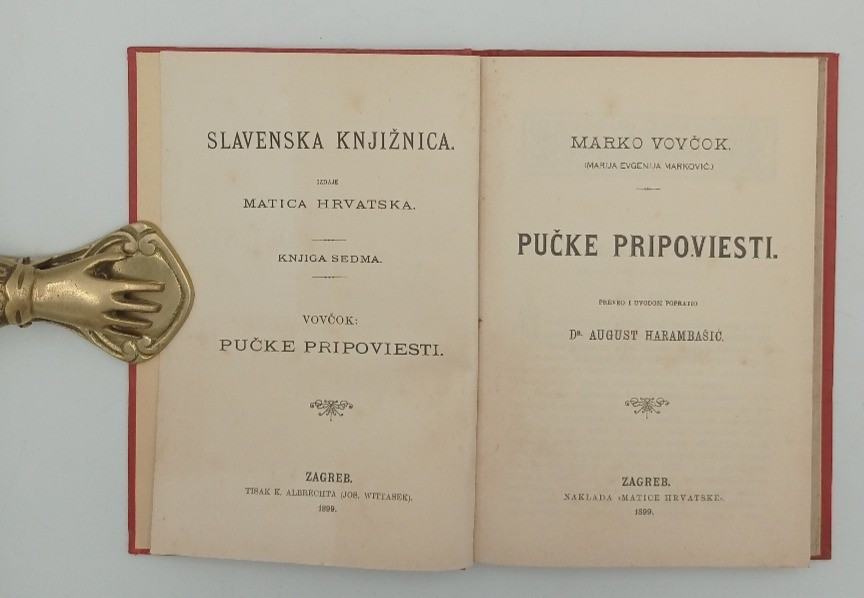 SLAVENSKA KNJIŽNICA.
IZDAJE
MATICA HRVATSKA.
KNJIGA SEDMA.
VOVČOK:
PUČKE PRIPOVIESTI.
ZAGREB.
TISAK K. ALBRECHTA (JOS. WITTASEK).
1899.
MARKO VOVČOK.
(MARIJA EVGENIJA MARKOVIĆ.)
PUČKE PRIPOVIESTI.
PREVEO I UVODOM POPRATIO
DR. AUGUST HARAMBAŠIĆ.
ZAGREB.
NAKLADA »MATICE HRVATSKE«.
1899.